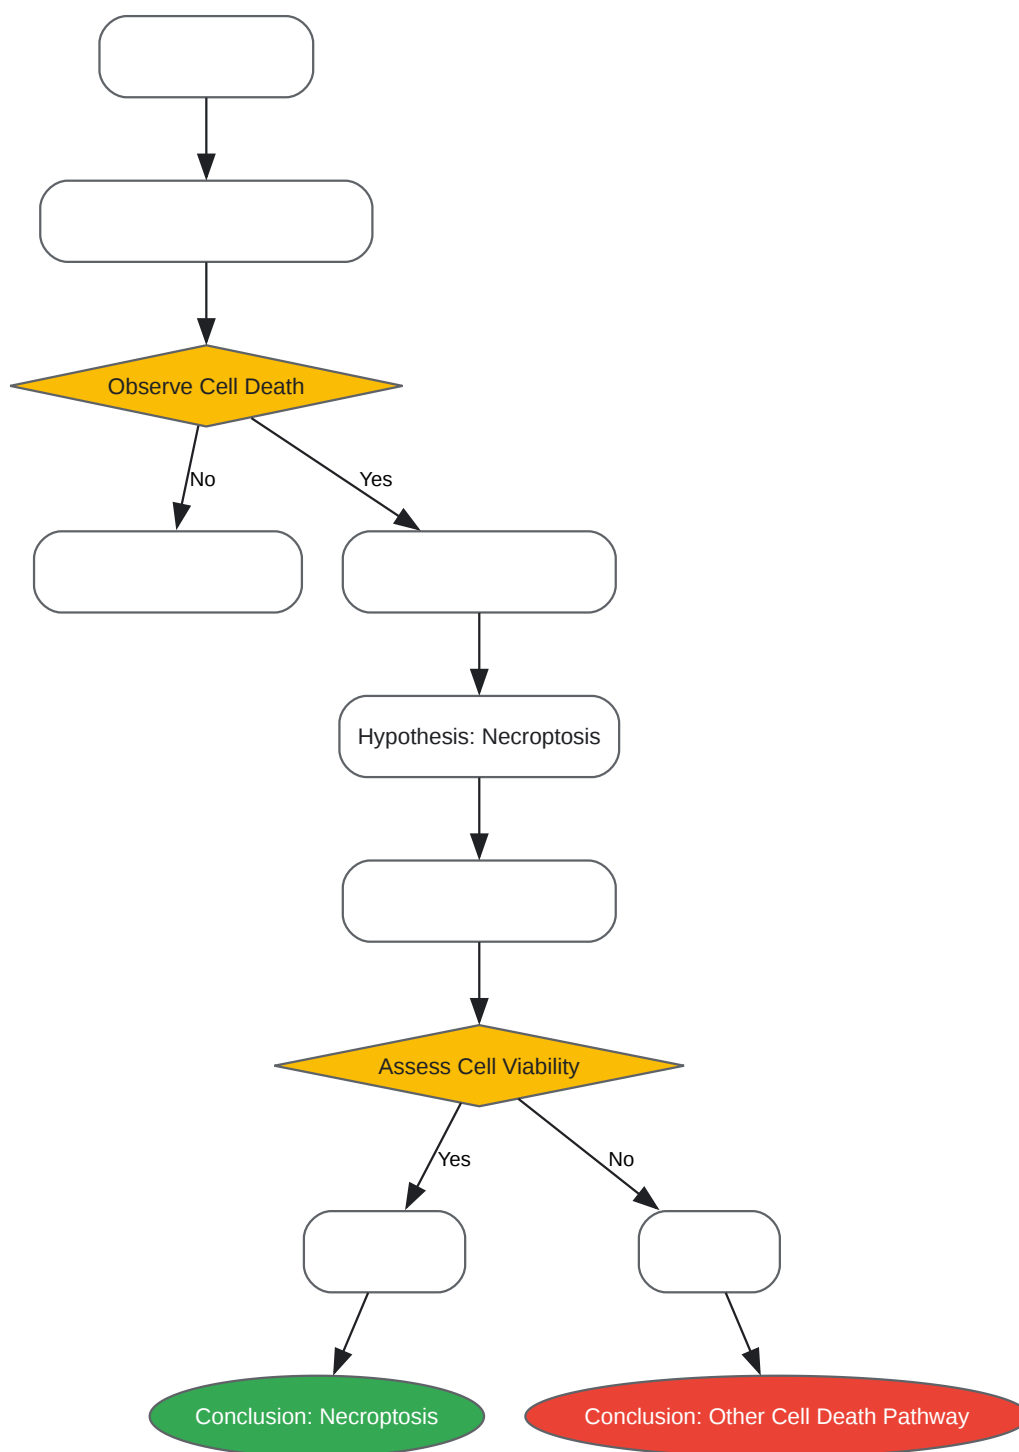 Observe Cell Death
No
Yes
Hypothesis: Necroptosis
Assess Cell Viability
Yes
No
Conclusion: Necroptosis
Conclusion: Other Cell Death Pathway